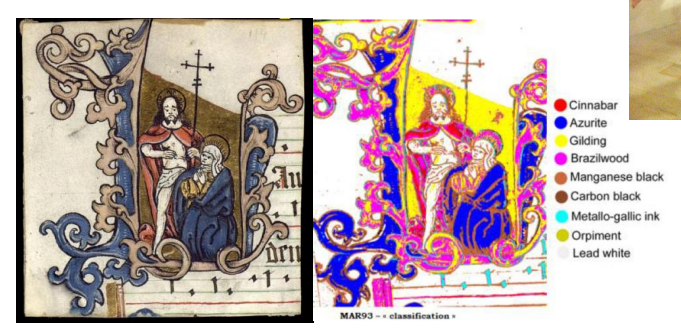 Cinnabar
Azurite
Gilding
Brazilwood
Manganese black
Carbon black
Metallo-gallic ink
Orpiment
Lead white
MAR93 – « classification »